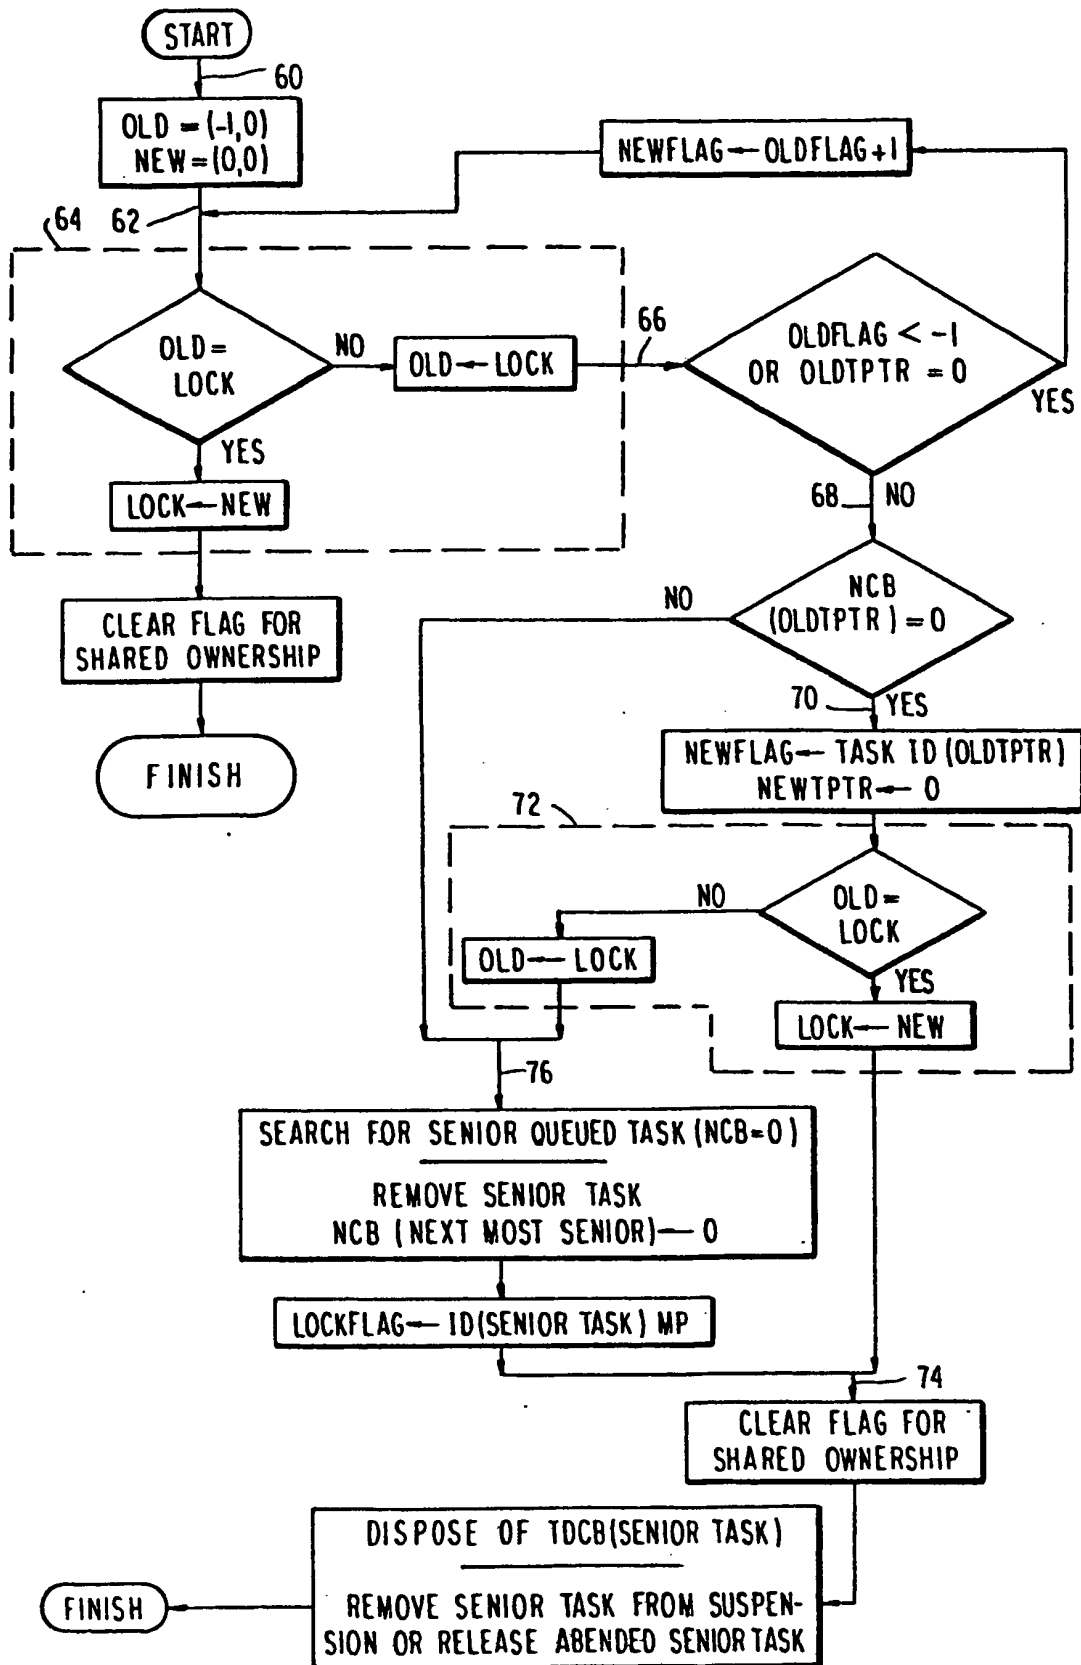 START
60
OLD = (-1,0)
NEW = (0,0)
NEWFLAG ← OLDFLAG + 1
62
64
OLD =
LOCK
NO
OLD ← LOCK
66
OLDFLAG < -1
OR OLDTPTR = 0
YES
YES
LOCK ← NEW
68
NO
CLEAR FLAG FOR
SHARED OWNERSHIP
FINISH
NCB
(OLDTPTR) = 0
NO
70
YES
NEWFLAG ← TASK ID (OLDTPTR)
NEWTPTR ← 0
72
OLD =
LOCK
NO
OLD ← LOCK
YES
LOCK ← NEW
76
SEARCH FOR SENIOR QUEUED TASK (NCB=0)
REMOVE SENIOR TASK
NCB (NEXT MOST SENIOR) ← 0
LOCKFLAG ← ID(SENIOR TASK) MP
74
CLEAR FLAG FOR
SHARED OWNERSHIP
DISPOSE OF TDCB(SENIOR TASK)
REMOVE SENIOR TASK FROM SUSPEN-
SION OR RELEASE ABENDED SENIOR TASK
FINISH